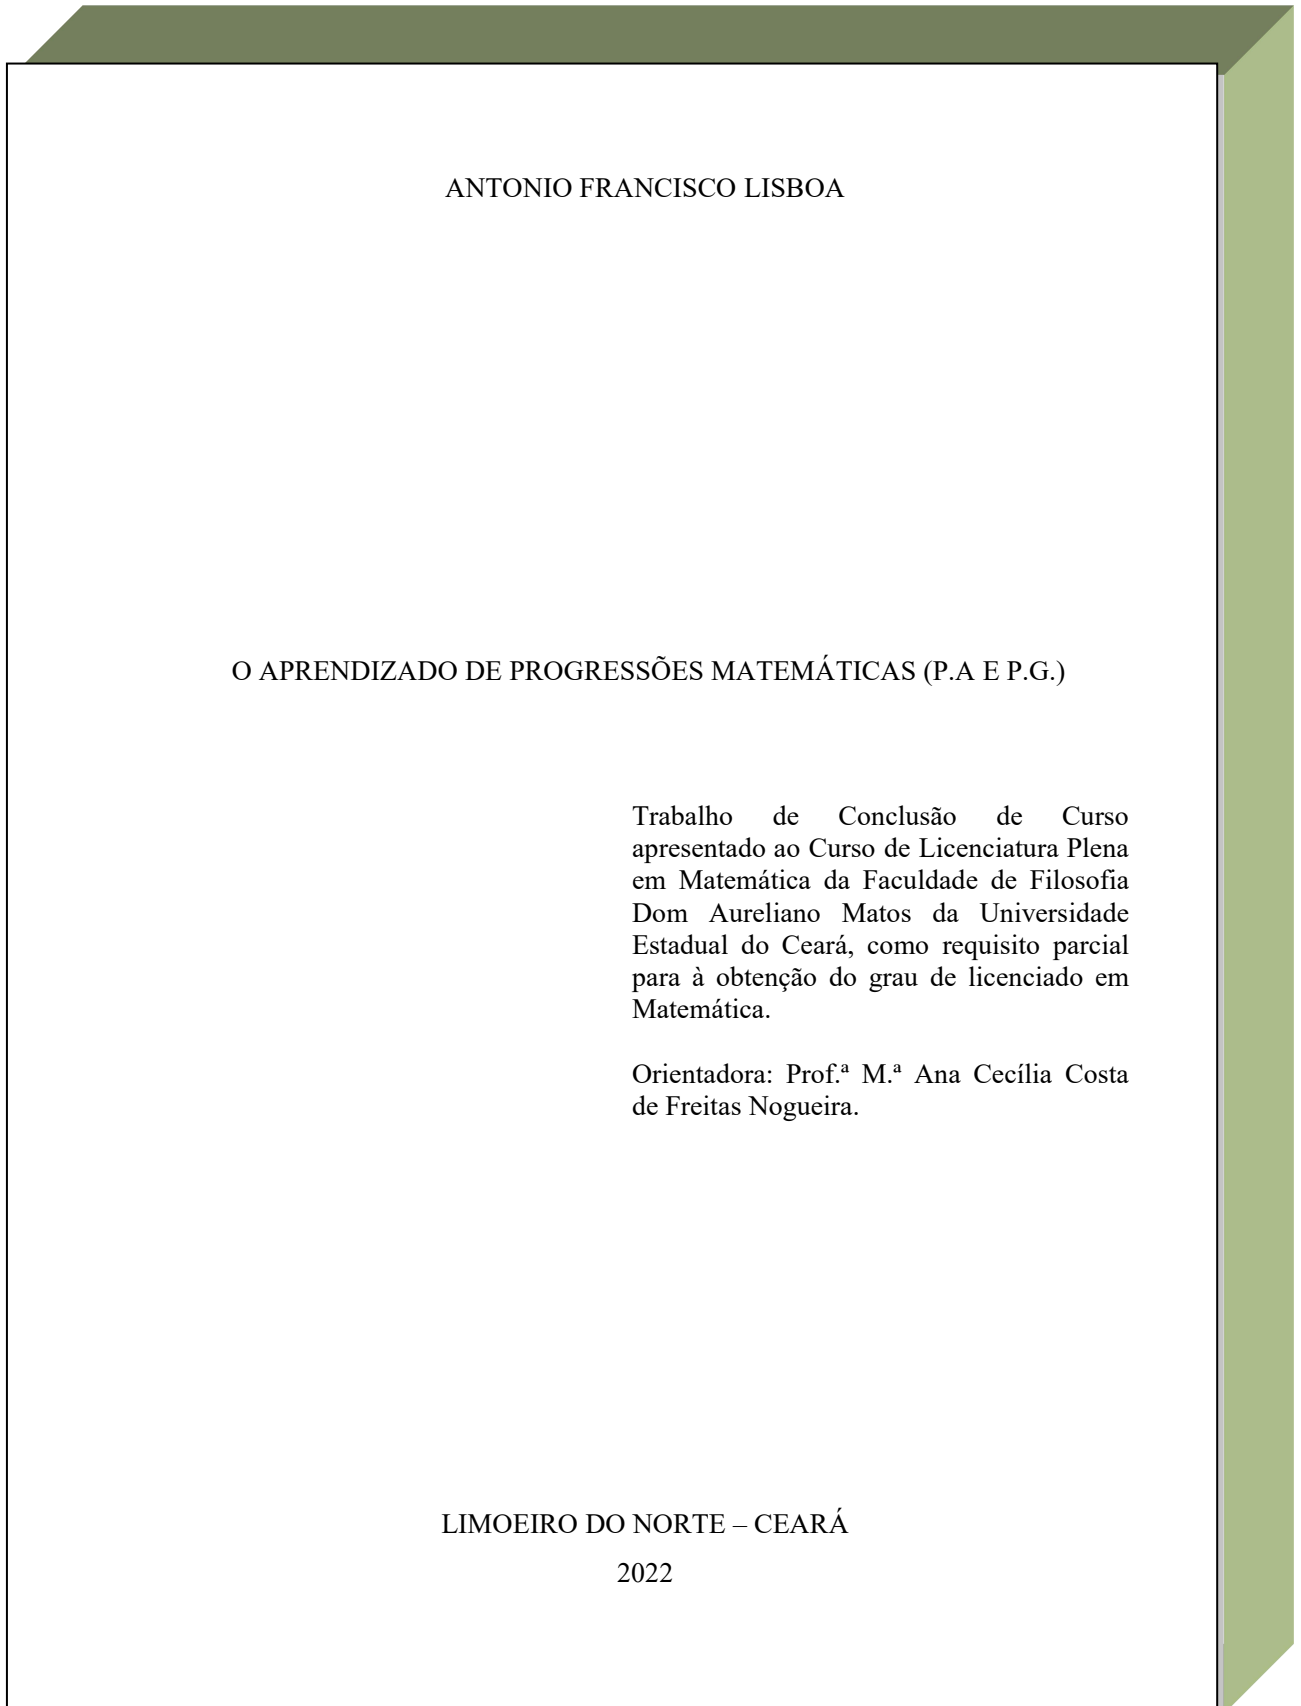 ANTONIO FRANCISCO LISBOA
O APRENDIZADO DE PROGRESSÕES MATEMÁTICAS (P.A E P.G.)
Trabalho de Conclusão de Curso
apresentado ao Curso de Licenciatura Plena
em Matemática da Faculdade de Filosofia
Dom Aureliano Matos da Universidade
Estadual do Ceará, como requisito parcial
para à obtenção do grau de licenciado em
Matemática.
Orientadora: Prof.ª M.ª Ana Cecília Costa
de Freitas Nogueira.
LIMOEIRO DO NORTE – CEARÁ
2022